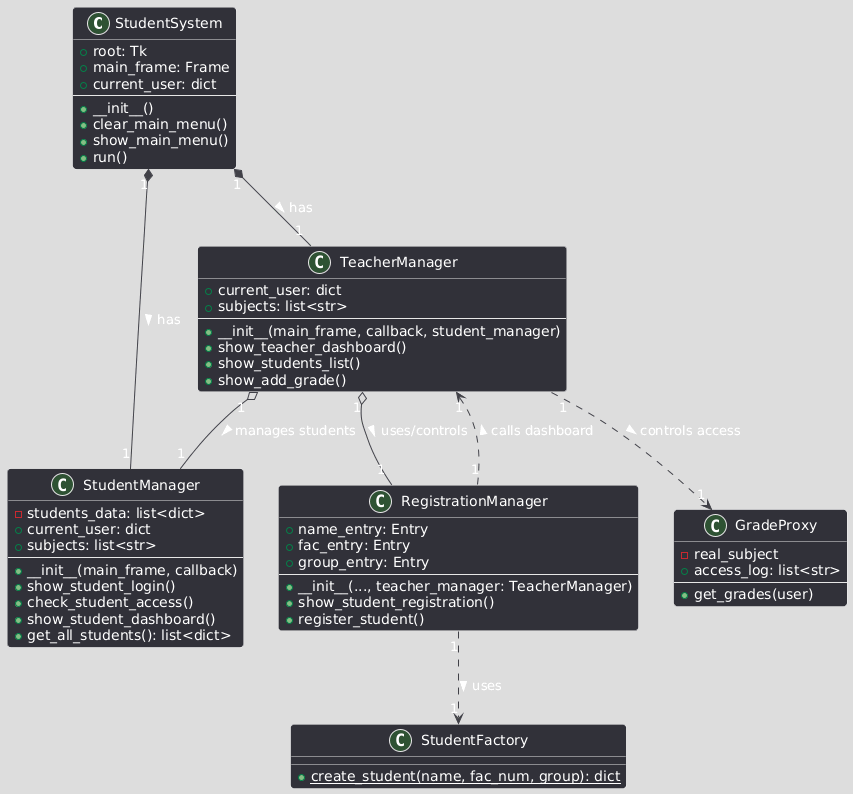 C StudentSystem
root: Tk
main_frame: Frame
current_user: dict
__init__()
clear_main_menu()
show_main_menu()
run()
1
1
has
1
C TeacherManager
current_user: dict
subjects: list<str>
__init__(main_frame, callback, student_manager)
show_teacher_dashboard()
show_students_list()
show_add_grade()
has
1
1
1
1
manages students
uses/controls
calls dashboard
controls access
1
1
1
1
1
C StudentManager
students_data: list<dict>
current_user: dict
subjects: list<str>
__init__(main_frame, callback)
show_student_login()
check_student_access()
show_student_dashboard()
get_all_students(): list<dict>
C RegistrationManager
name_entry: Entry
fac_entry: Entry
group_entry: Entry
__init__(..., teacher_manager: TeacherManager)
show_student_registration()
register_student()
C GradeProxy
real_subject
access_log: list<str>
get_grades(user)
1
uses
1
C StudentFactory
create_student(name, fac_num, group): dict